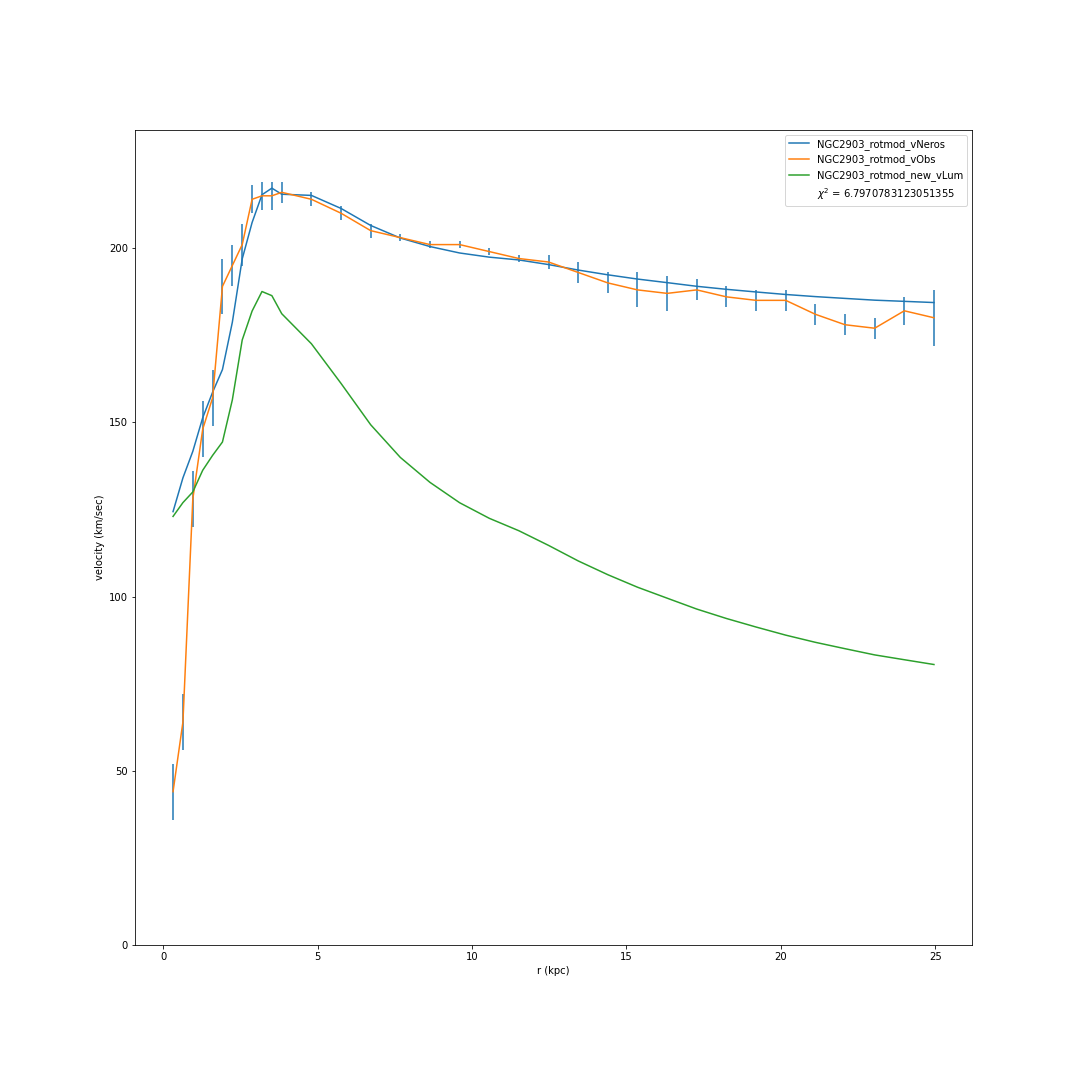 NGC2903_rotmod_vNeros
NGC2903_rotmod_vObs
NGC2903_rotmod_new_vLum
χ² = 6.7970783123051355
velocity (km/sec)
200
150
100
50
0
0 5 10 15 20 25
r (kpc)